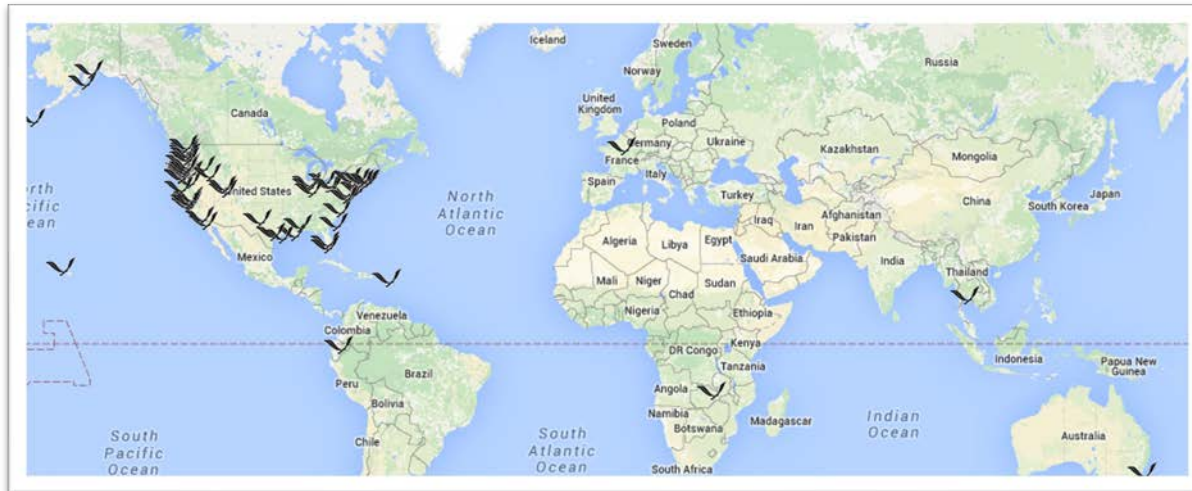 Iceland
Sweden
Norway
Russia
Canada
United
Kingdom
Poland
Germany
Ukraine
France
Kazakhstan
Mongolia
United States
Spain
Italy
Turkey
North
Atlantic
Ocean
orth
cific
ean
China
Japan
South Korea
Iraq
Iran
Afghanistan
Pakistan
Algeria
Libya
Egypt
Saudi Arabia
Mexico
India
Thailand
Mali
Niger
Chad
Sudan
Nigeria
Ethiopia
Venezuela
Colombia
DR Congo
Kenya
Tanzania
Indonesia
Papua New
Guinea
Peru
Brazil
Angola
Bolivia
Namibia
Botswana
Madagascar
Chile
South
Pacific
Ocean
South
Atlantic
Ocean
Indian
Ocean
Australia
South Africa